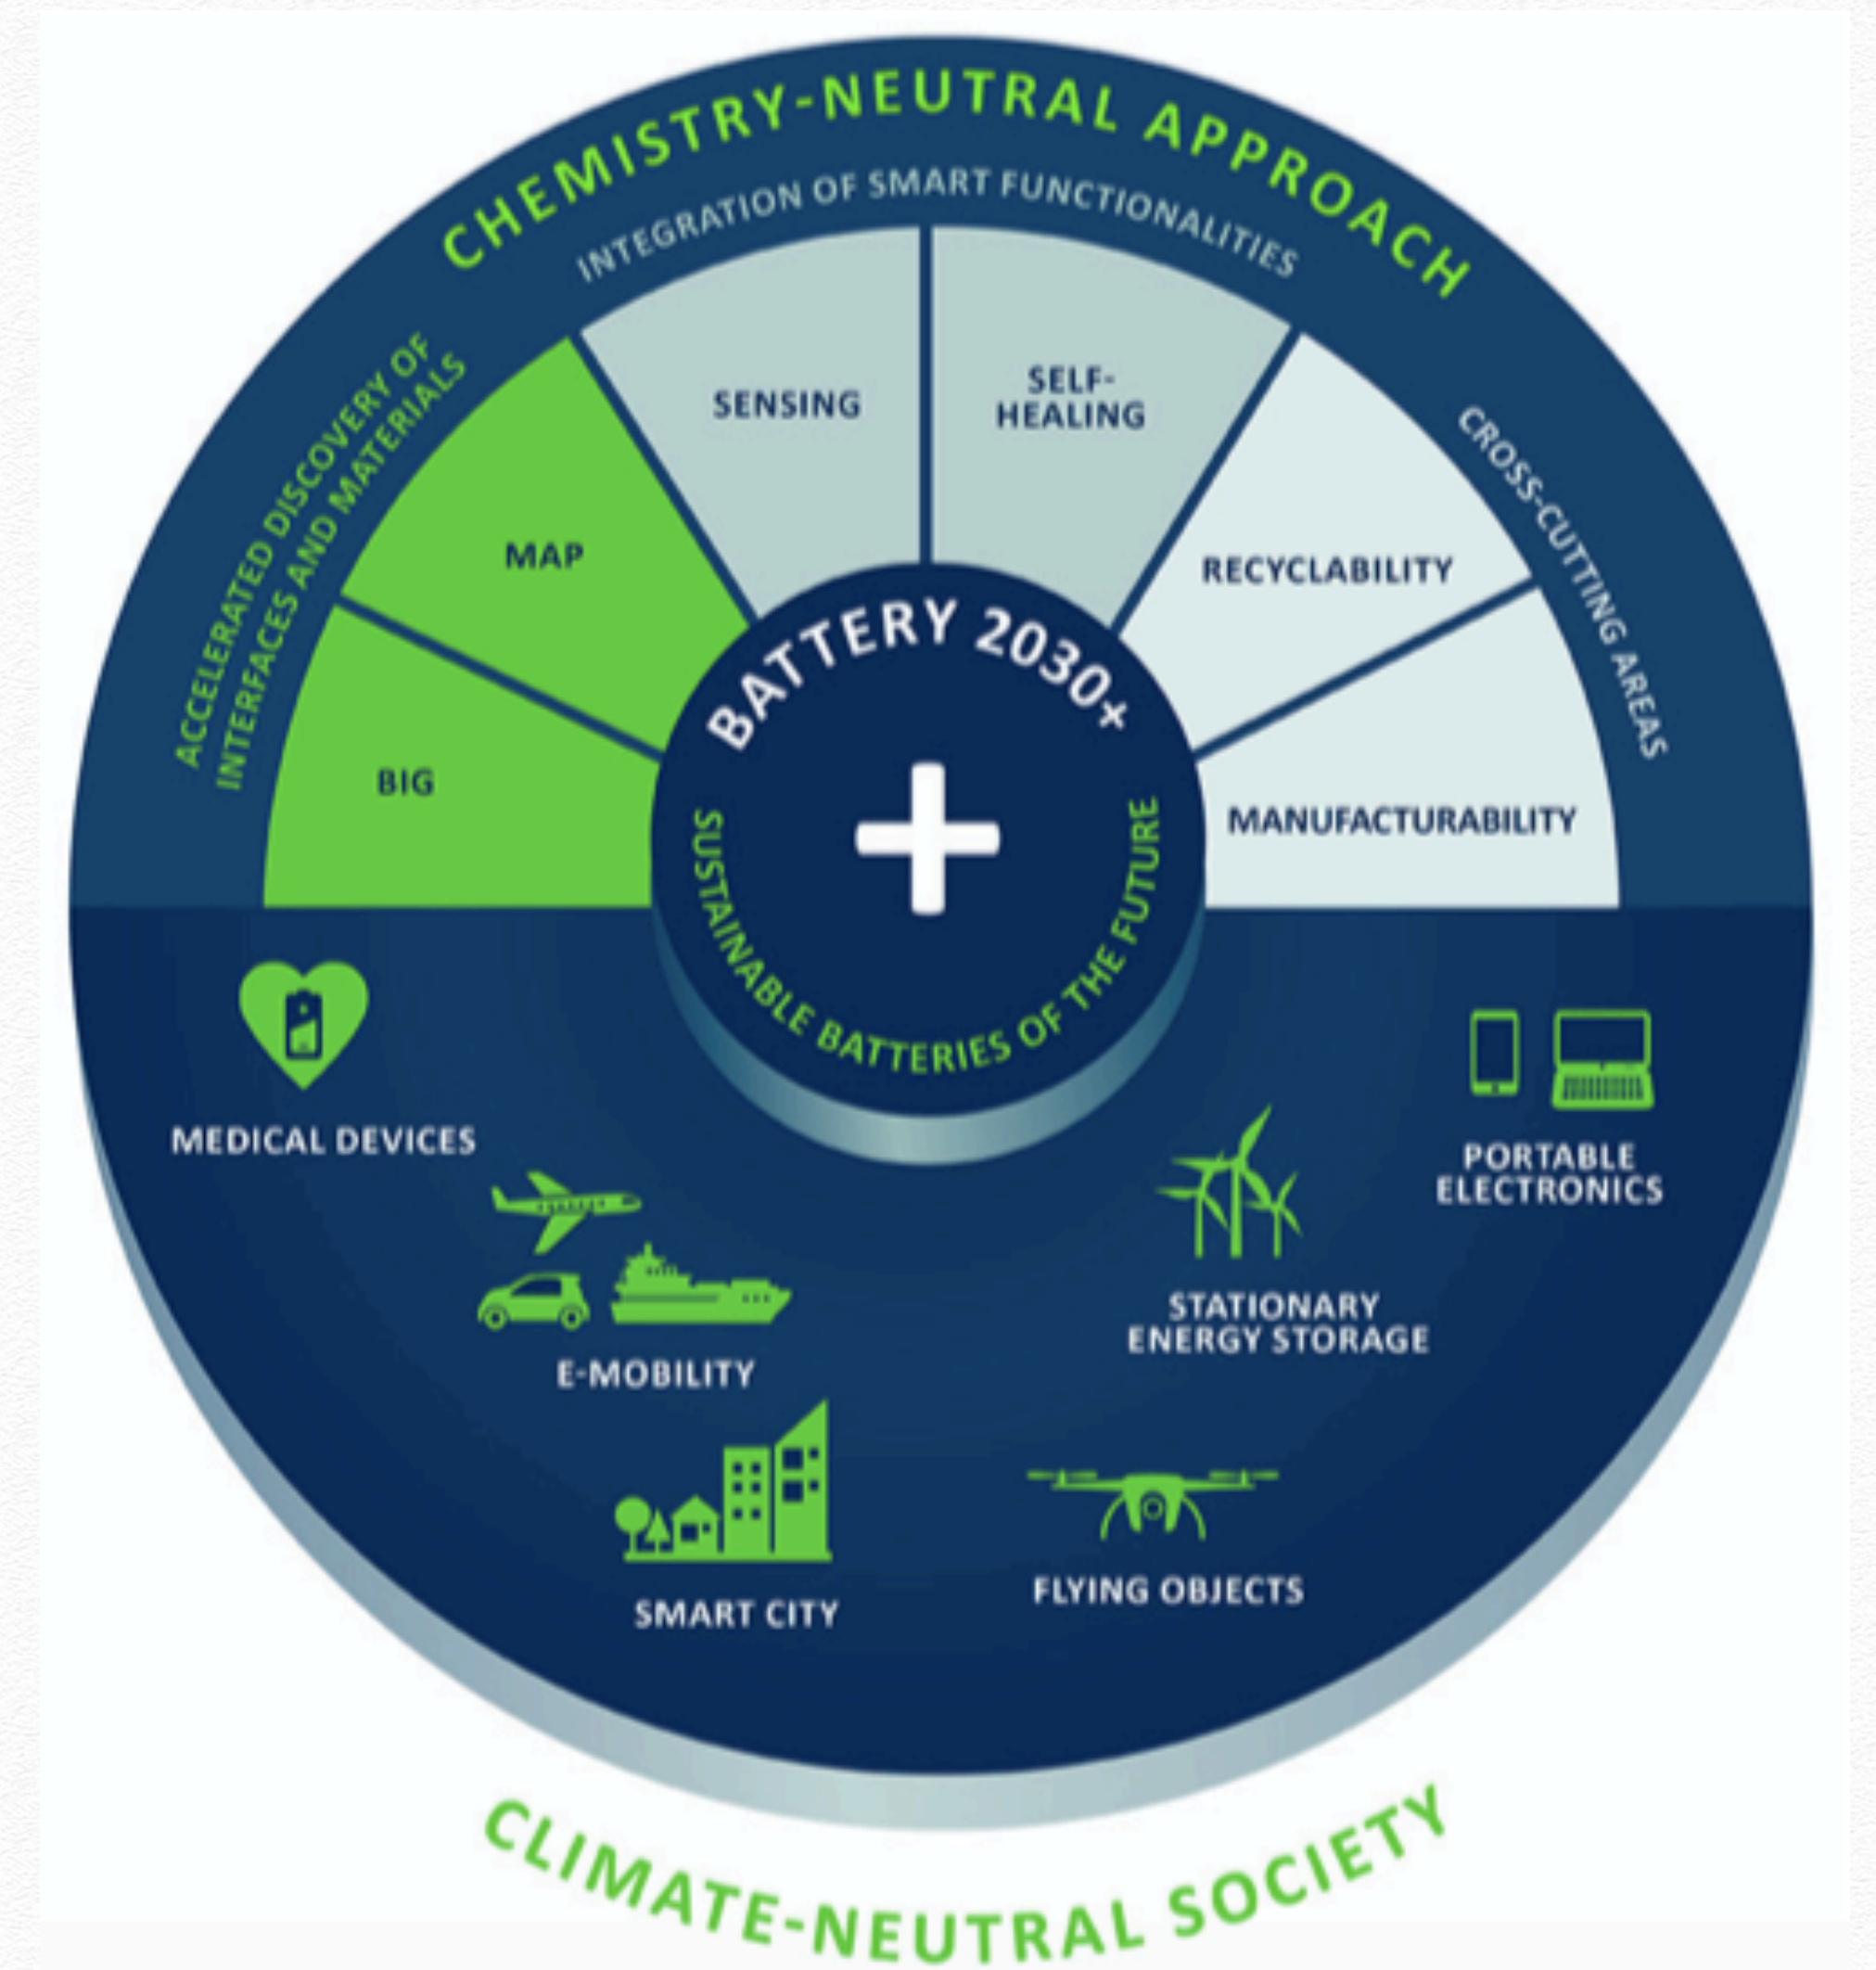 CHEMISTRY-NEUTRAL APPROACH
INTEGRATION OF SMART FUNCTIONALITIES
ACCELERATED DISCOVERY OF
INTERFACES AND MATERIALS
CROSS-CUTTING AREAS
BIG
MAP
SENSING
SELF-
HEALING
RECYCLABILITY
MANUFACTURABILITY
BATTERY 2030+
SUSTAINABLE BATTERIES OF THE FUTURE
MEDICAL DEVICES
E-MOBILITY
SMART CITY
FLYING OBJECTS
STATIONARY
ENERGY STORAGE
PORTABLE
ELECTRONICS
CLIMATE-NEUTRAL SOCIETY